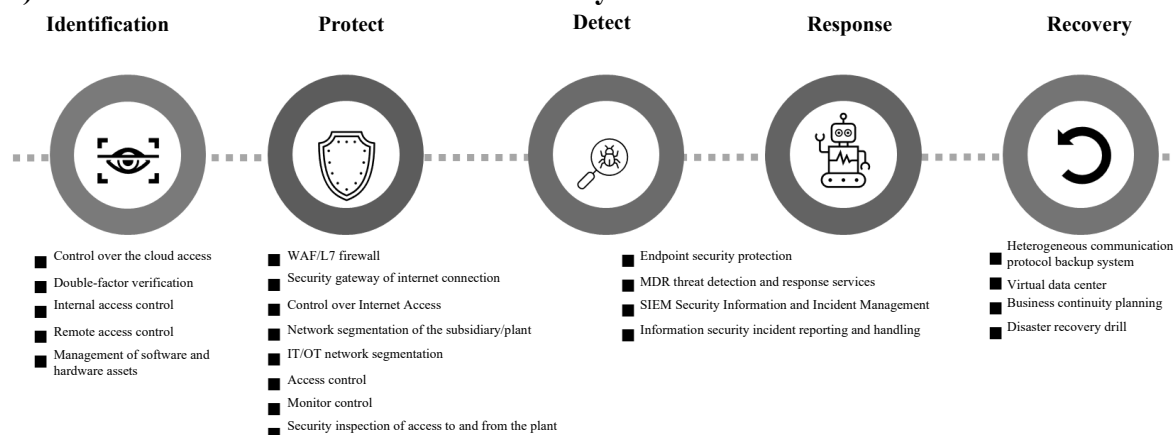 Identification
Protect
Detect
Response
Recovery
Control over the cloud access
Double-factor verification
Internal access control
Remote access control
Management of software and
hardware assets
WAF/L7 firewall
Security gateway of internet connection
Control over Internet Access
Network segmentation of the subsidiary/plant
IT/OT network segmentation
Access control
Monitor control
Security inspection of access to and from the plant
Endpoint security protection
MDR threat detection and response services
SIEM Security Information and Incident Management
Information security incident reporting and handling
Heterogeneous communication
protocol backup system
Virtual data center
Business continuity planning
Disaster recovery drill